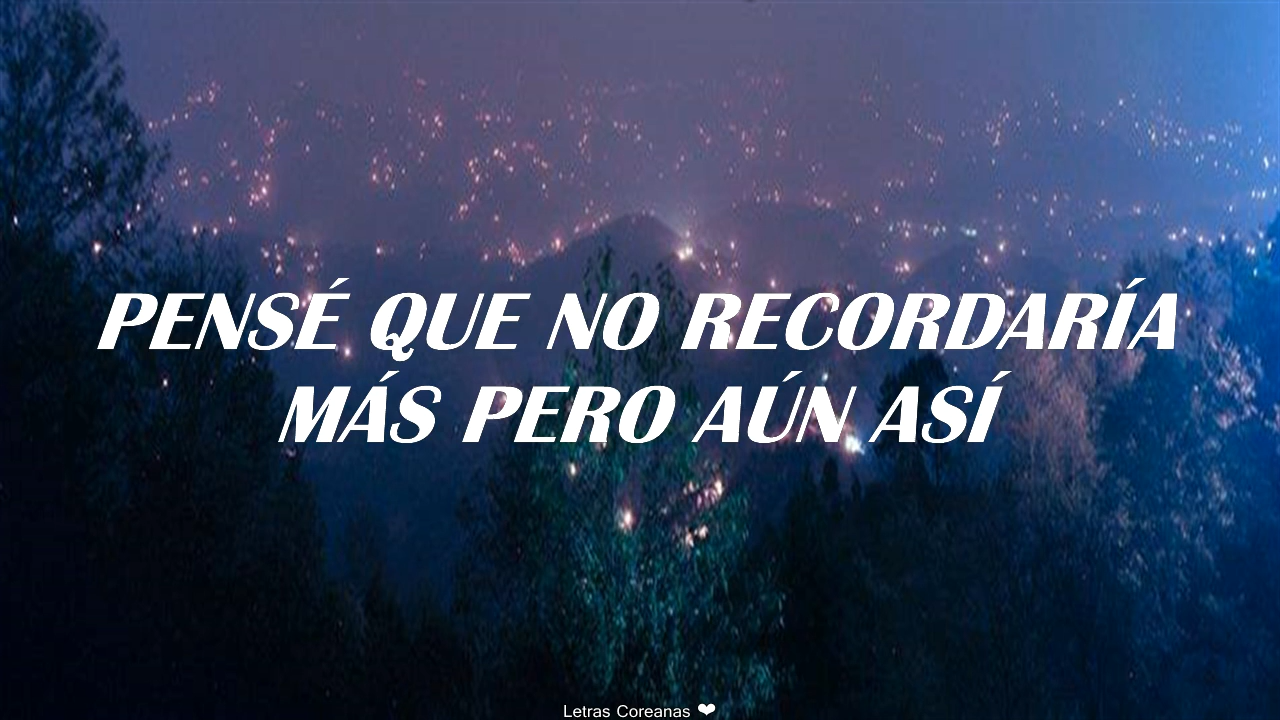 PENSÉ QUE NO RECORDARÍA
MÁS PERO AÚN ASÍ
Letras Coreanas ❤